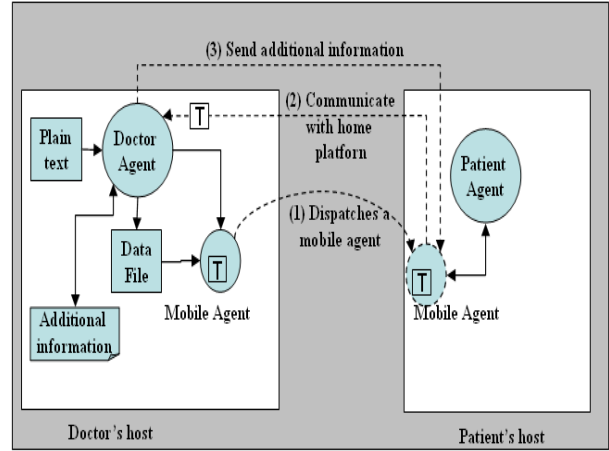 (3) Send additional information
(2) Communicate
with home
platforn
T
Plain
text
Doctor
Agent
Patient
Agent
(1) Dispatches a
mobile agent
Data
File
T
Mobile Agent
T
Mobile Agent
Additional
information
Doctor's host
Patient's host